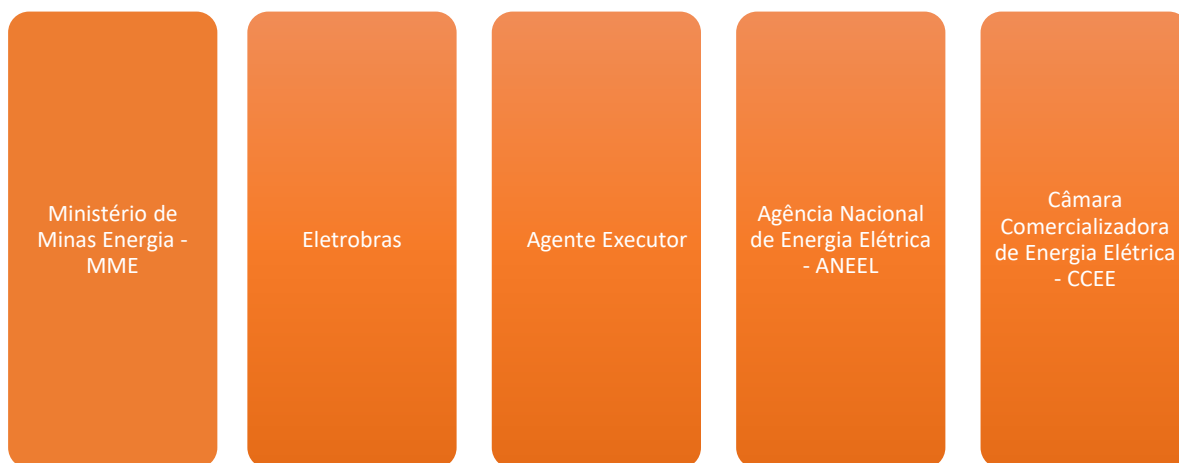 Ministério de
Minas Energia -
MME
Eletrobras
Agente Executor
Agência Nacional
de Energia Elétrica
- ANEEL
Câmara
Comercializadora
de Energia Elétrica
- CCEE